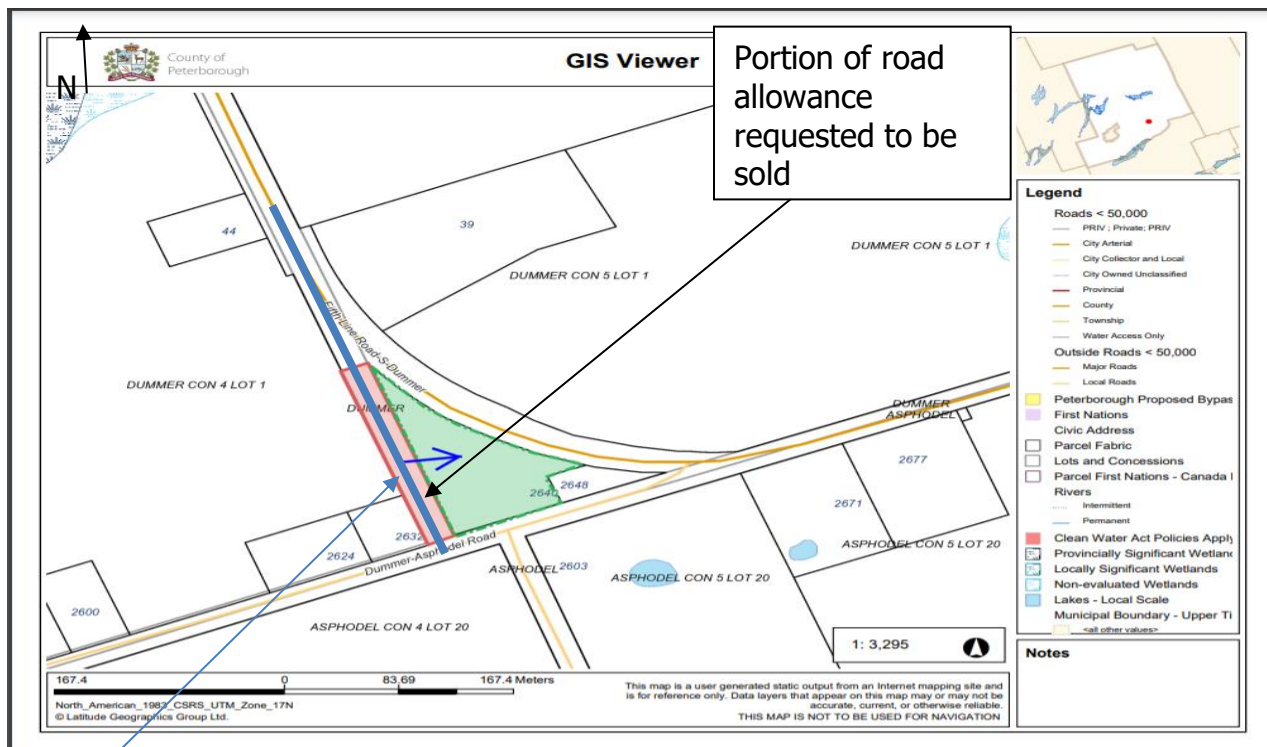 N
County of
Peterborough
GIS Viewer
Portion of road
allowance
requested to be
sold
44
39
DUMMER CON 5 LOT 1
DUMMER CON 5 LOT 1
Fifth Line Road-S-Dummer
DUMMER CON 4 LOT 1
DUMMER
DUMMER
ASPHODEL
2677
2648
2640
2671
2632
2624
Dummer-Asphodel Road
ASPHODEL
2603
ASPHODEL CON 5 LOT 20
ASPHODEL CON 5 LOT 20
2600
ASPHODEL CON 4 LOT 20
1: 3,295
167.4
0
83.69
167.4 Meters
North_American_1983_CSRS_UTM_Zone_17N
© Latitude Geographics Group Ltd.
This map is a user generated static output from an Internet mapping site and
is for reference only. Data layers that appear on this map may or may not be
accurate, current, or otherwise reliable.
THIS MAP IS NOT TO BE USED FOR NAVIGATION
Legend
Roads < 50,000
PRIV ; Private; PRIV
City Arterial
City Collector and Local
City Owned Unclassified
Provincial
County
Township
Water Access Only
Outside Roads < 50,000
Major Roads
Local Roads
Peterborough Proposed Bypas
First Nations
Civic Address
Parcel Fabric
Lots and Concessions
Parcel First Nations - Canada
Rivers
Intermittent
Permanent
Clean Water Act Policies Apply
Provincially Significant Wetlan
Locally Significant Wetlands
Non-evaluated Wetlands
Lakes - Local Scale
Municipal Boundary - Upper Ti
<all other values>
Notes